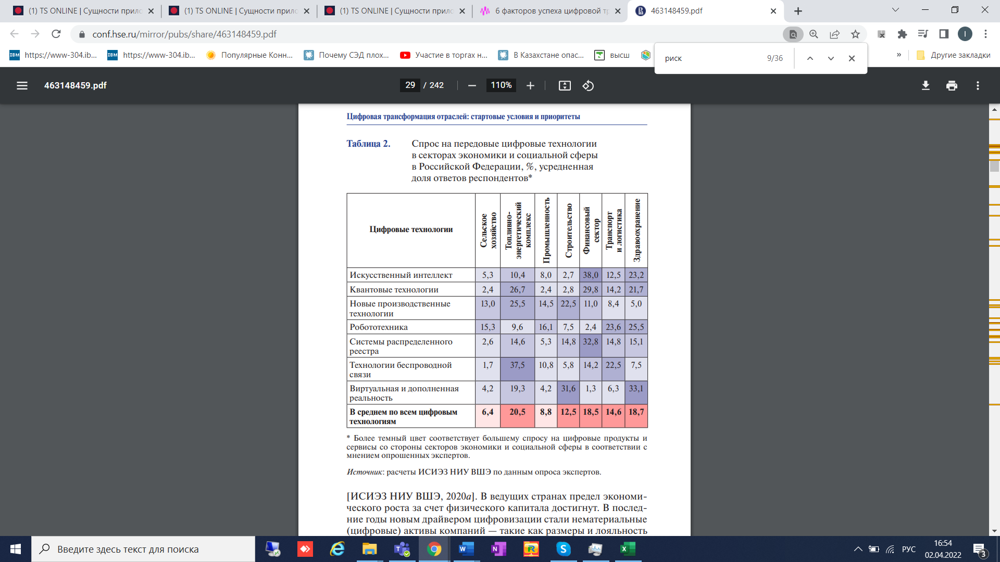 (1) TS ONLINE | Сущности прило
(1) TS ONLINE | Сущности прило
(1) TS ONLINE | Сущности прило
6 факторов успеха цифровой тр
463148459.pdf
conf.hse.ru/mirror/pubs/share/463148459.pdf
I
IBM https://www-304.ib...
IBM https://www-304.ib...
Популярные Конн...
Почему СЭД плох...
Участие в торгах н...
В Казахстане опас...
высш
»
Другие закладки
риск 9/36
463148459.pdf
29 / 242
110%
Цифровая трансформация отраслей: стартовые условия и приоритеты
Таблица 2. Спрос на передовые цифровые технологии
в секторах экономики и социальной сферы
в Российской Федерации, %, усредненная
доля ответов респондентов*
Цифровые технологии
Сельское
хозяйство
Топливно-
энергетический
комплекс
Промышленность
Строительство
Финансовый
сектор
Транспорт
и логистика
Здравоохранение
Искусственный интеллект 5,3 10,4 8,0 2,7 38,0 12,5 23,2
Квантовые технологии 2,4 26,7 2,4 2,8 29,8 14,2 21,7
Новые производственные 13,0 25,5 14,5 22,5 11,0 8,4 5,0
технологии
Робототехника 15,3 9,6 16,1 7,5 2,4 23,6 25,5
Системы распределенного 2,6 14,6 5,3 14,8 32,8 14,8 15,1
реестра
Технологии беспроводной 1,7 37,5 10,8 5,8 14,2 22,5 7,5
связи
Виртуальная и дополненная 4,2 19,3 4,2 31,6 1,3 6,3 33,1
реальность
В среднем по всем цифровым 6,4 20,5 8,8 12,5 18,5 14,6 18,7
технологиям
* Более темный цвет соответствует большему спросу на цифровые продукты и
сервисы со стороны секторов экономики и социальной сферы в соответствии с
мнением опрошенных экспертов.
Источник: расчеты ИСИЭЗ НИУ ВШЭ по данным опроса экспертов.
[ИСИЭЗ НИУ ВШЭ, 2020а]. В ведущих странах предел экономи-
ческого роста за счет физического капитала достигнут. В послед-
ние годы новым драйвером цифровизации стали нематериальные
(цифровые) активы компаний — такие как размеры и лояльность
Введите здесь текст для поиска
РУС
16:54
02.04.2022
3